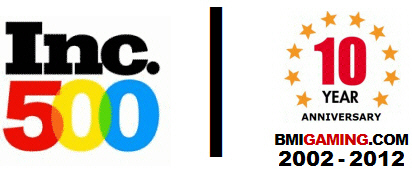 Inc.
500
10
YEAR
ANNIVERSARY
BMIGAMING.COM
2002 - 2012